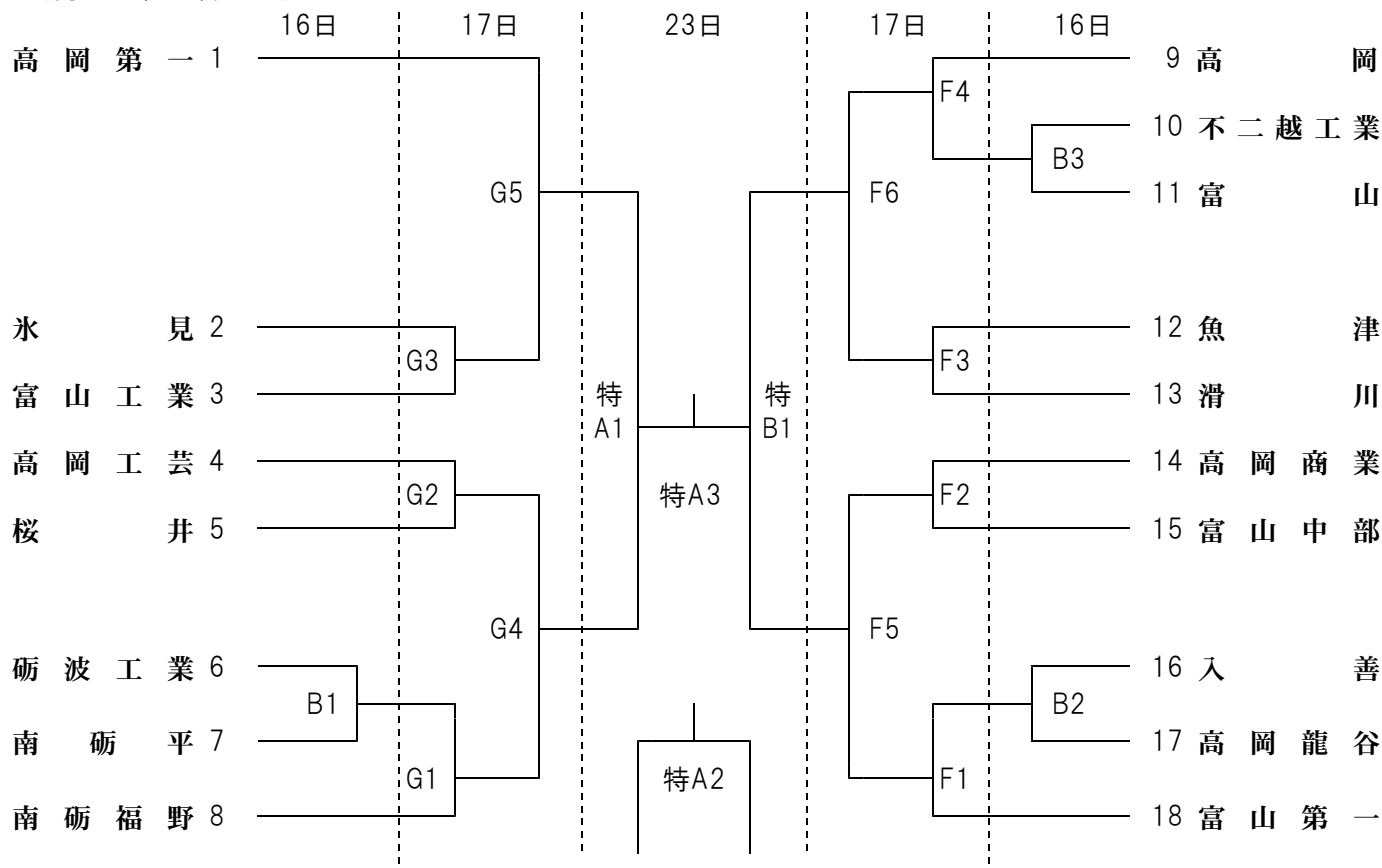 16日 17日 23日 17日 16日
高岡第一 1
9 高岡
F4
10 不二越工業
B3
G5 F6
11 富山
氷見 2
12 魚津
G3 F3
富山工業 3
特A1
特B1
13 滑川
高岡工芸 4
14 高岡商業
G2 特A3 F2
桜井 5
15 富山中部
G4 F5
砺波工業 6
16 入善
B1 B2
南砺平 7
17 高岡龍谷
G1 特A2 F1
南砺福野 8
18 富山第一